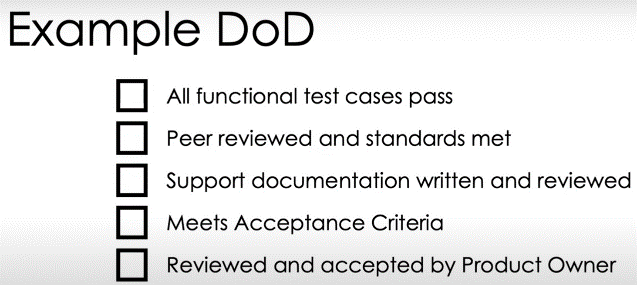 Example DoD
All functional test cases pass
Peer reviewed and standards met
Support documentation written and reviewed
Meets Acceptance Criteria
Reviewed and accepted by Product Owner